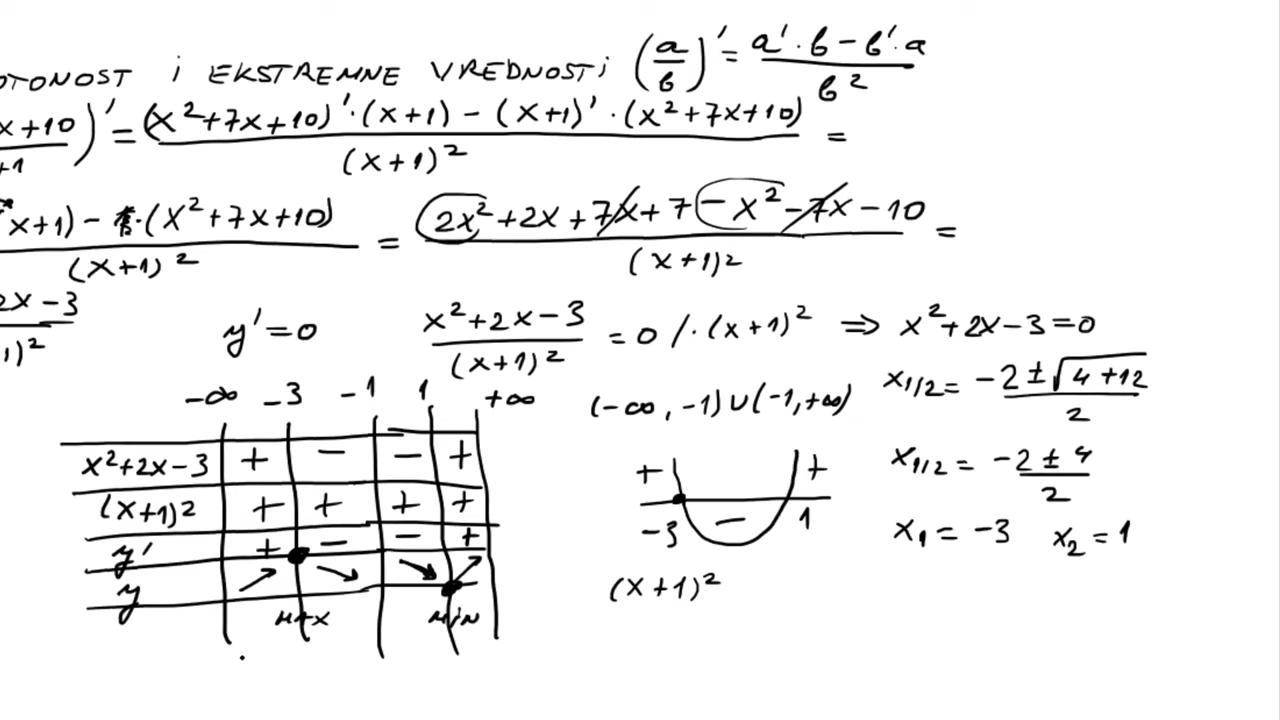 OTONOST i EKSTREMNE VREDNOSTi (a/b)' = (a'·b - b'·a)/b²
x+10)/+1)' = ((x²+7x+10)'·(x+1) - (x+1)'·(x²+7x+10))/(x+1)² =
x+1) - 1·(x²+7x+10)/(x+1)² = (2x²+2x+7x+7-x²-7x-10)/(x+1)² =
2x-3/1)² y'=0 (x²+2x-3)/(x+1)² = 0 /·(x+1)² ⇒ x²+2x-3=0
-∞ -3 -1 1 +∞ (-∞,-1)∪(-1,+∞) x1/2 = (-2±√(4+12))/2
x²+2x-3 + - - + + - + x1/2 = (-2±4)/2
(x+1)² + + + + -3 1 x1 = -3 x2 = 1
y' + - - +
y ↗ ↘ ↘ ↗ (x+1)²
max min